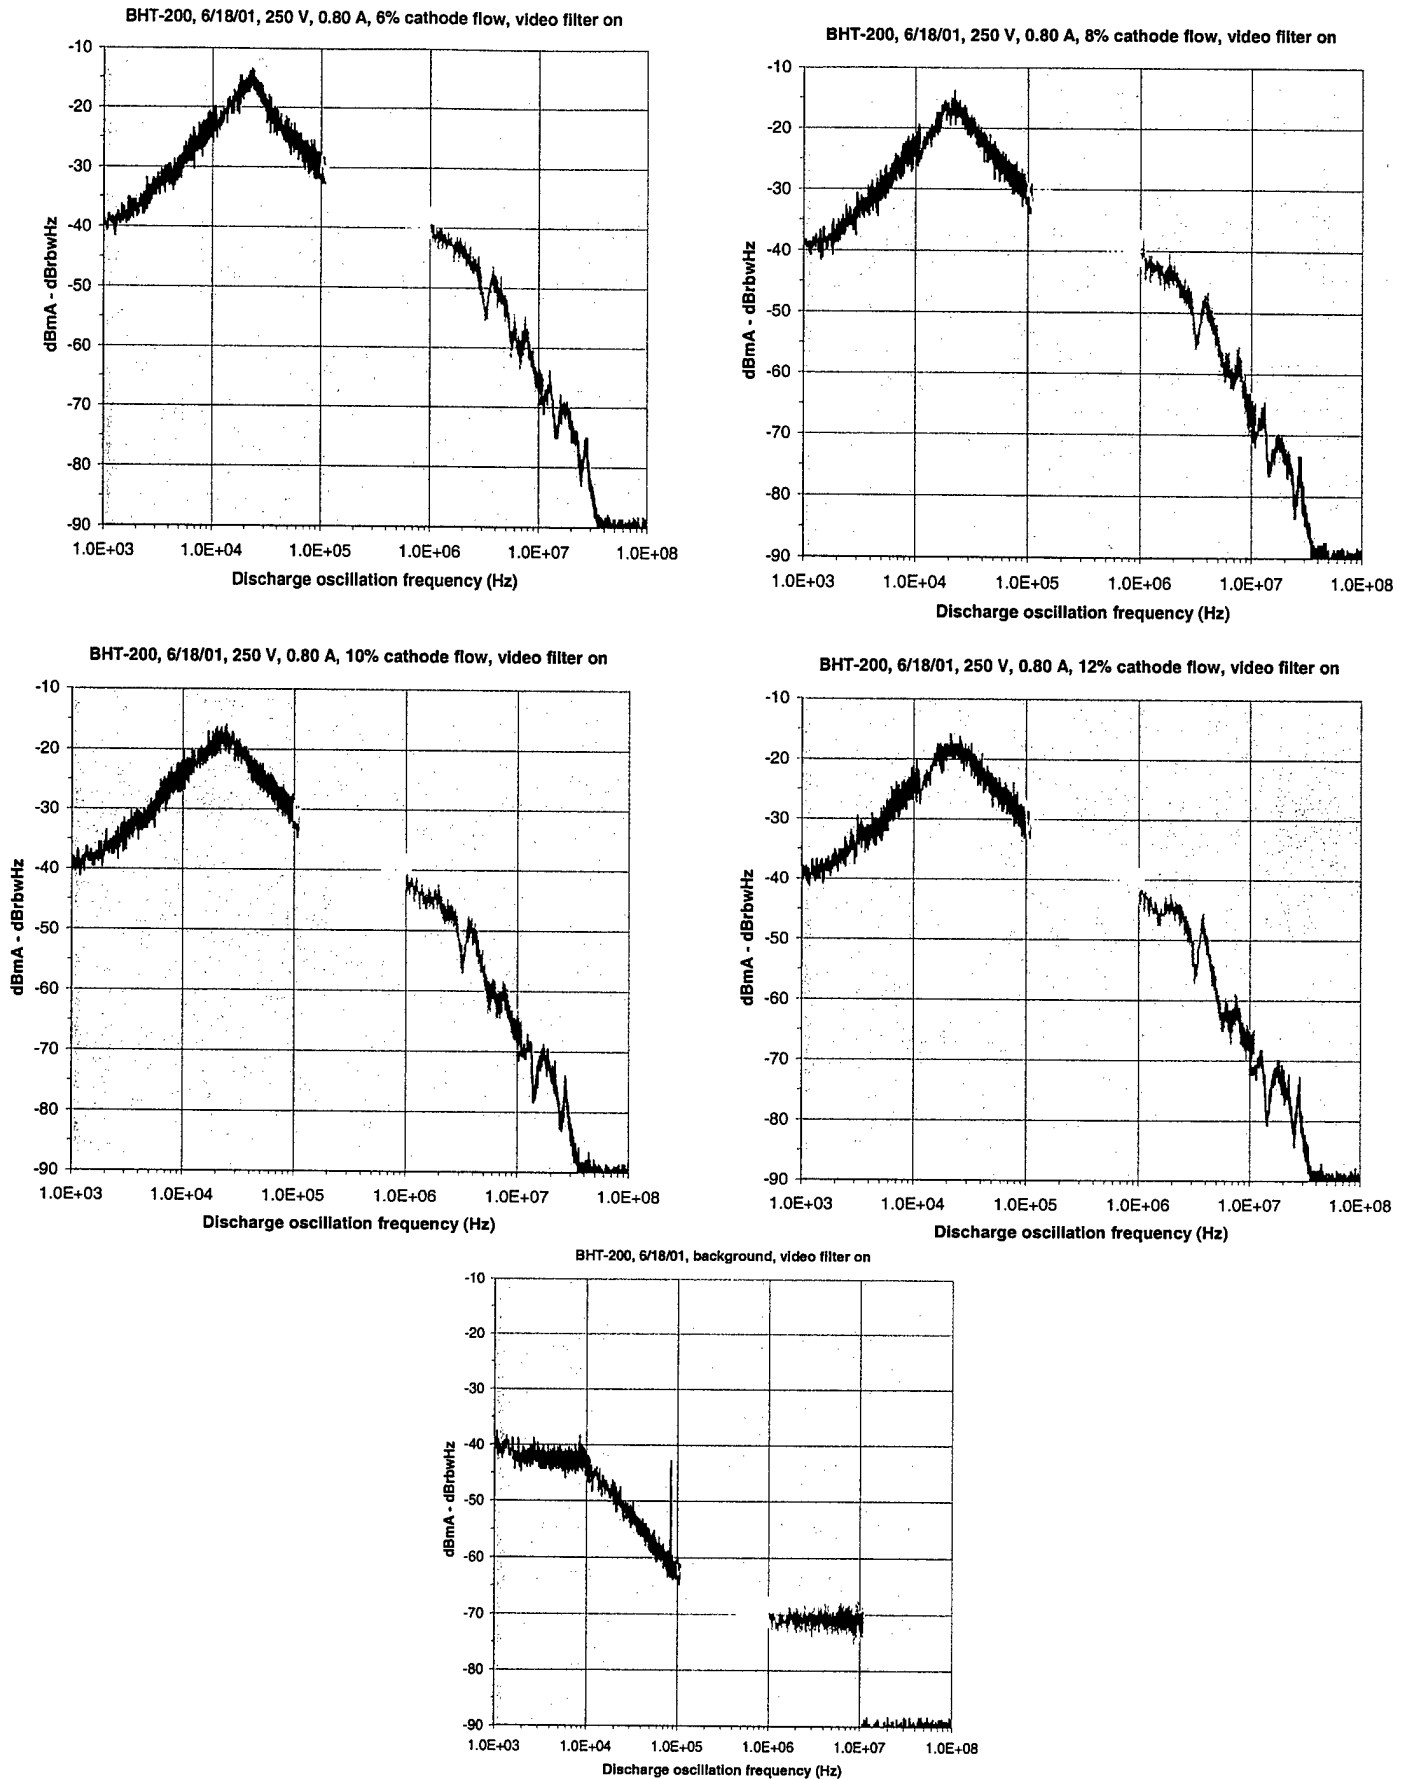 BHT-200, 6/18/01, 250 V, 0.80 A, 6% cathode flow, video filter on
-10
-20
-30
-40
-50
-60
-70
-80
-90
dBmA - dBrbwHz
1.0E+03 1.0E+04 1.0E+05 1.0E+06 1.0E+07 1.0E+08
Discharge oscillation frequency (Hz)
BHT-200, 6/18/01, 250 V, 0.80 A, 8% cathode flow, video filter on
-10
-20
-30
-40
-50
-60
-70
-80
-90
dBmA - dBrbwHz
1.0E+03 1.0E+04 1.0E+05 1.0E+06 1.0E+07 1.0E+08
Discharge oscillation frequency (Hz)
BHT-200, 6/18/01, 250 V, 0.80 A, 10% cathode flow, video filter on
-10
-20
-30
-40
-50
-60
-70
-80
-90
dBmA - dBrbwHz
1.0E+03 1.0E+04 1.0E+05 1.0E+06 1.0E+07 1.0E+08
Discharge oscillation frequency (Hz)
BHT-200, 6/18/01, 250 V, 0.80 A, 12% cathode flow, video filter on
-10
-20
-30
-40
-50
-60
-70
-80
-90
dBmA - dBrbwHz
1.0E+03 1.0E+04 1.0E+05 1.0E+06 1.0E+07 1.0E+08
Discharge oscillation frequency (Hz)
BHT-200, 6/18/01, background, video filter on
-10
-20
-30
-40
-50
-60
-70
-80
-90
dBmA - dBrbwHz
1.0E+03 1.0E+04 1.0E+05 1.0E+06 1.0E+07 1.0E+08
Discharge oscillation frequency (Hz)